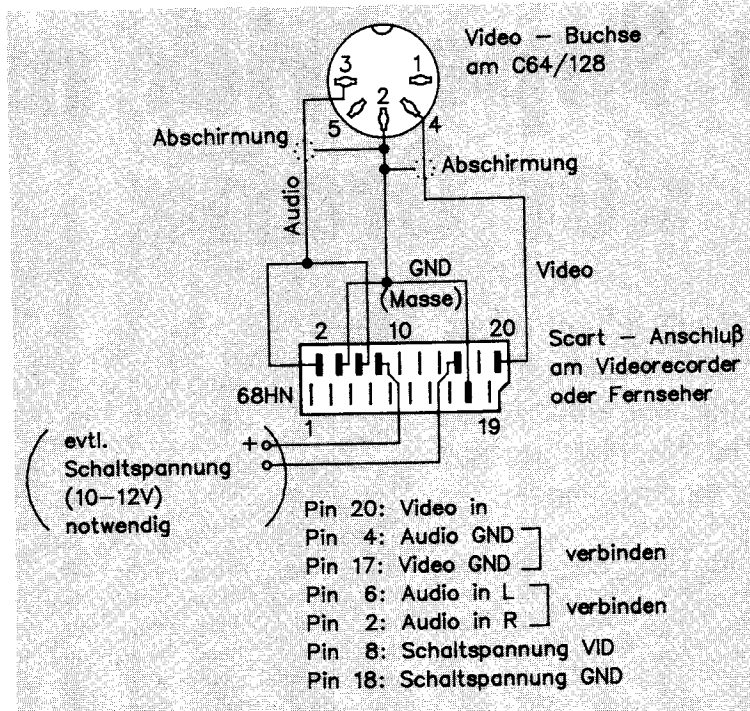 Video – Buchse
am C64/128
3
1
2
5
4
Abschirmung
Abschirmung
Audio
GND
(Masse)
Video
2
10
20
Scart – Anschluβ
am Videorecorder
oder Fernseher
68HN
1
19
evtl.
Schaltspannung
(10–12V)
notwendig
+
Pin 20: Video in
Pin 4: Audio GND
Pin 17: Video GND
verbinden
Pin 6: Audio in L
Pin 2: Audio in R
verbinden
Pin 8: Schaltspannung VID
Pin 18: Schaltspannung GND